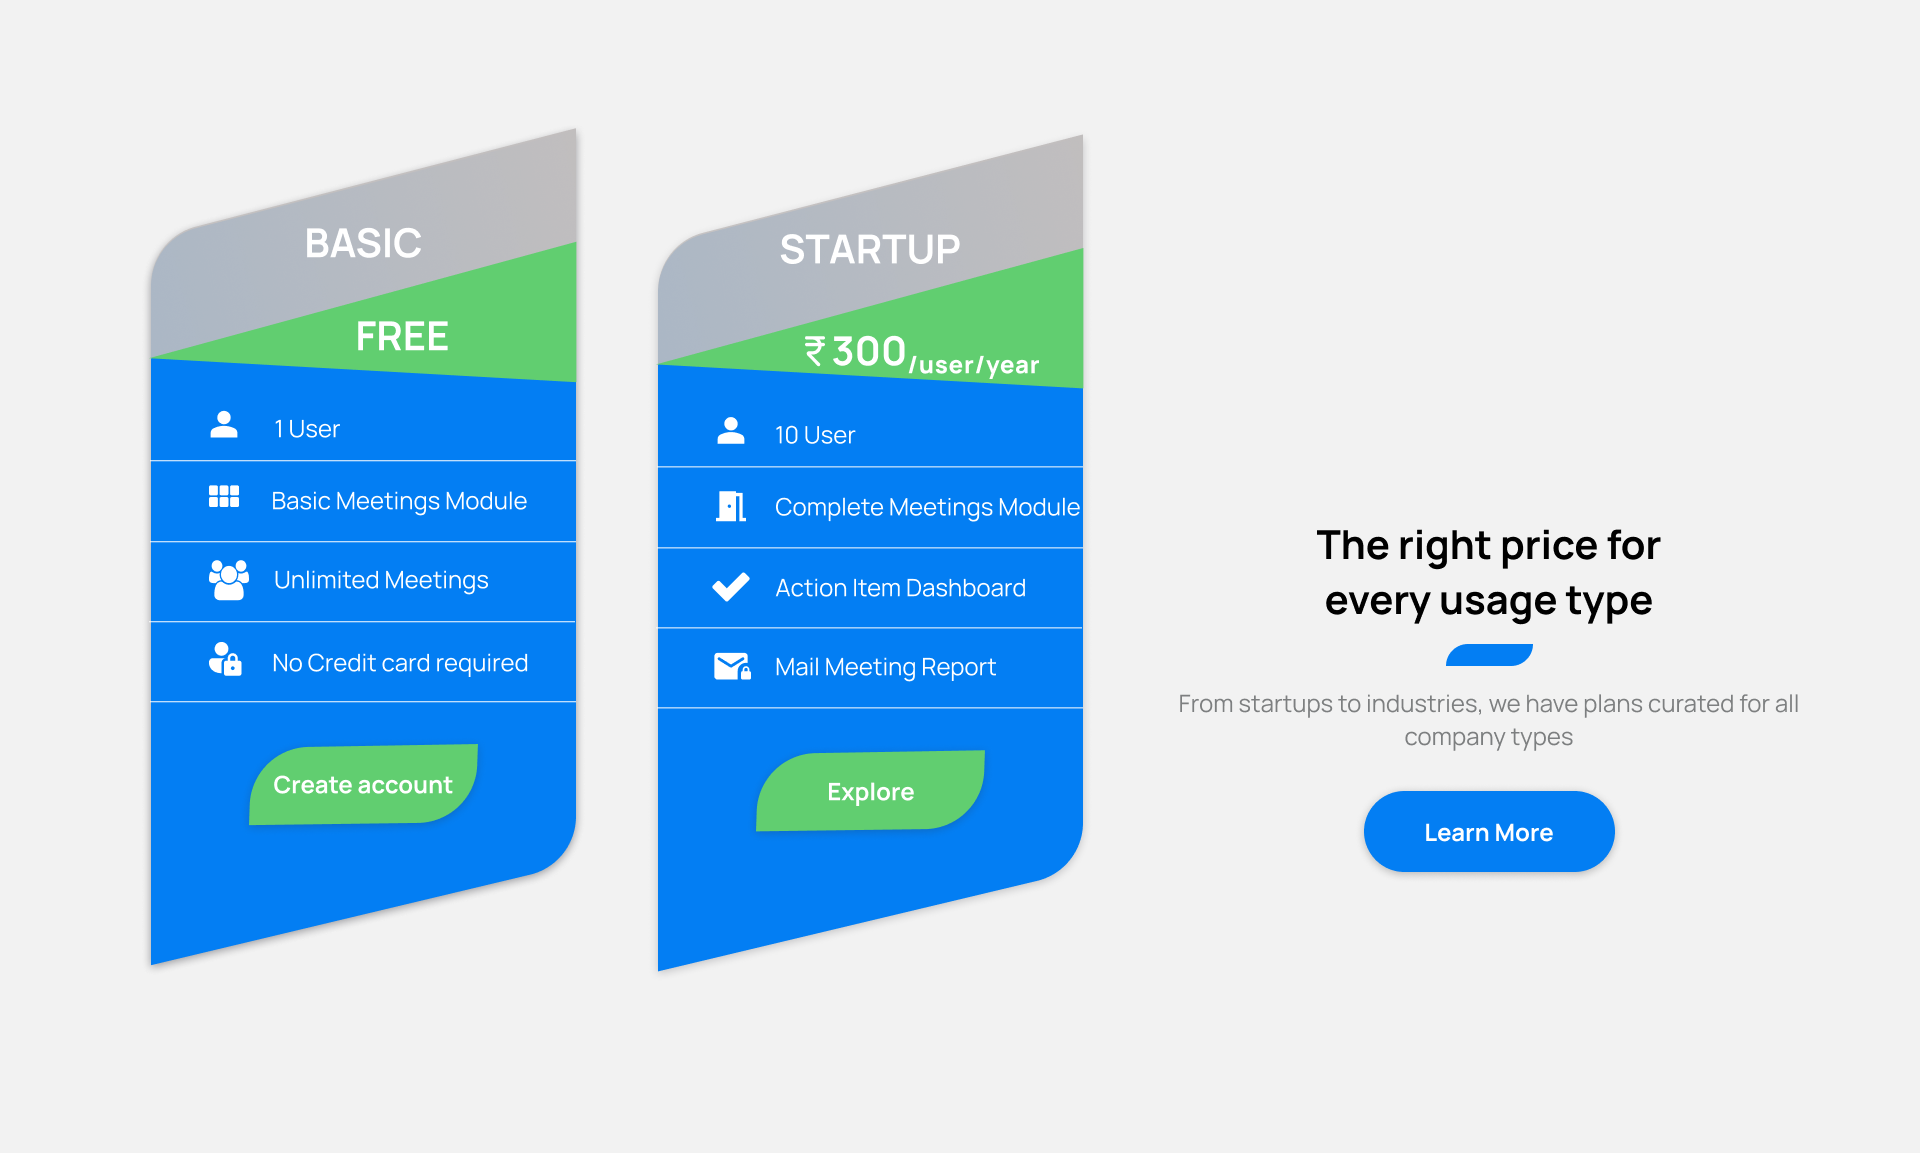 BASIC
FREE
1 User
Basic Meetings Module
Unlimited Meetings
No Credit card required
Create account
STARTUP
₹300/user/year
10 User
Complete Meetings Module
Action Item Dashboard
Mail Meeting Report
Explore
The right price for
every usage type
From startups to industries, we have plans curated for all
company types
Learn More